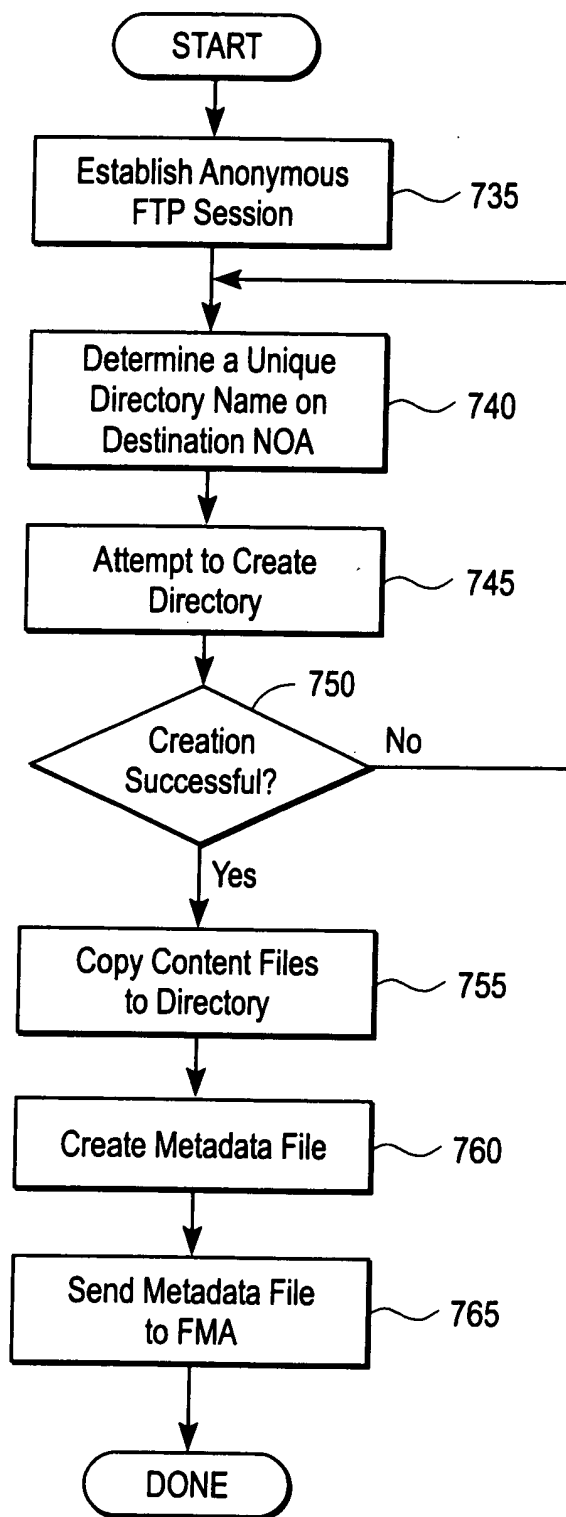 START
Establish Anonymous
FTP Session
735
Determine a Unique
Directory Name on
Destination NOA
740
Attempt to Create
Directory
745
750
Creation
Successful?
No
Yes
Copy Content Files
to Directory
755
Create Metadata File
760
Send Metadata File
to FMA
765
DONE